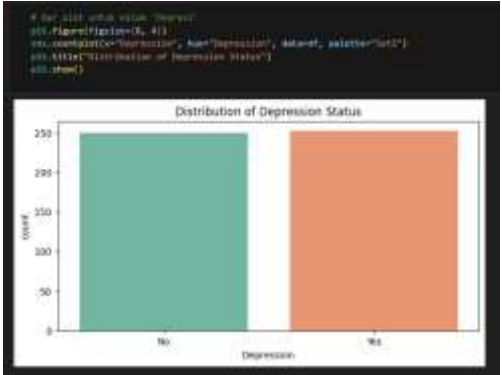 # Bar plot untuk kolom 'Depress'
plt.figure(figsize=(6, 4))
sns.countplot(x="Depression", hue="Depression", data=df, palette="Set2")
plt.title("Distribution of Depression Status")
plt.show()
Distribution of Depression Status
250
200
150
100
50
0
count
No
Yes
Depression